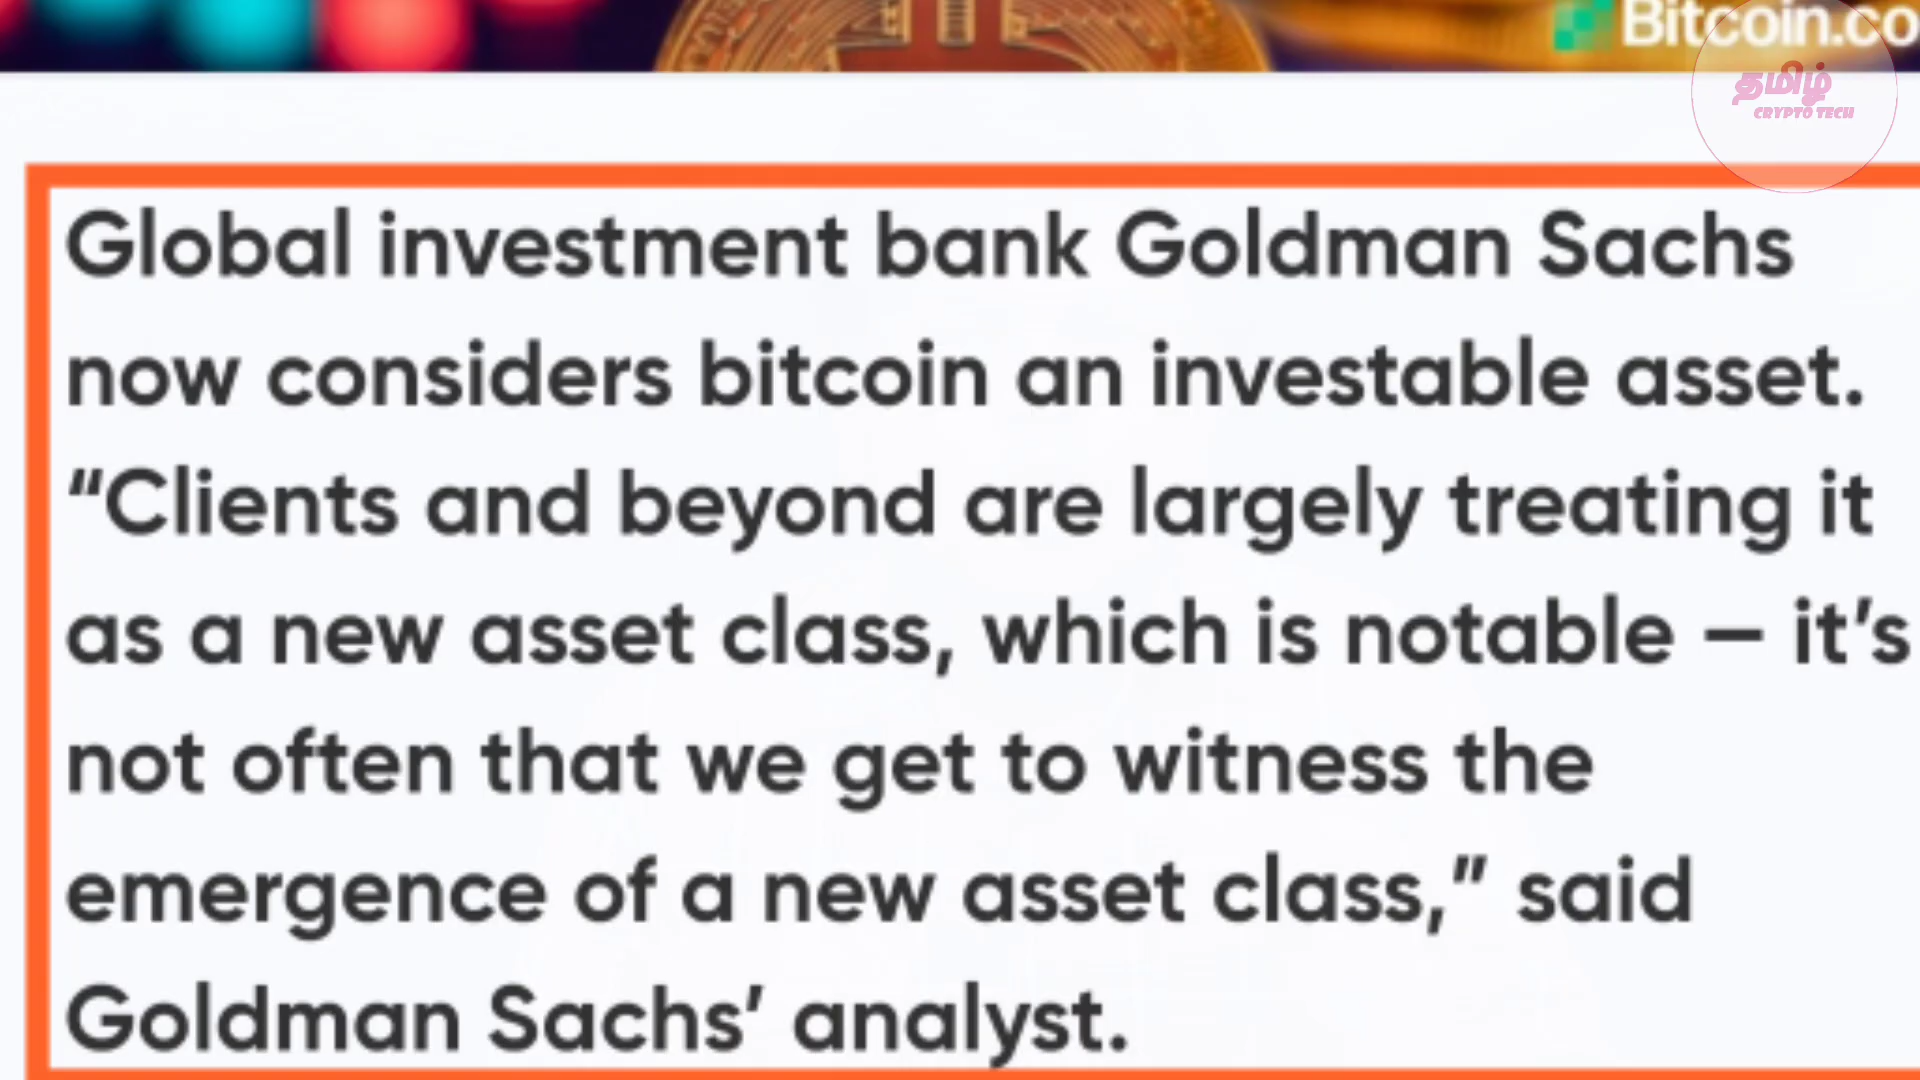 Bitcoin.co
தமிழ்
CRYPTO TECH
Global investment bank Goldman Sachs
now considers bitcoin an investable asset.
“Clients and beyond are largely treating it
as a new asset class, which is notable — it’s
not often that we get to witness the
emergence of a new asset class,” said
Goldman Sachs’ analyst.